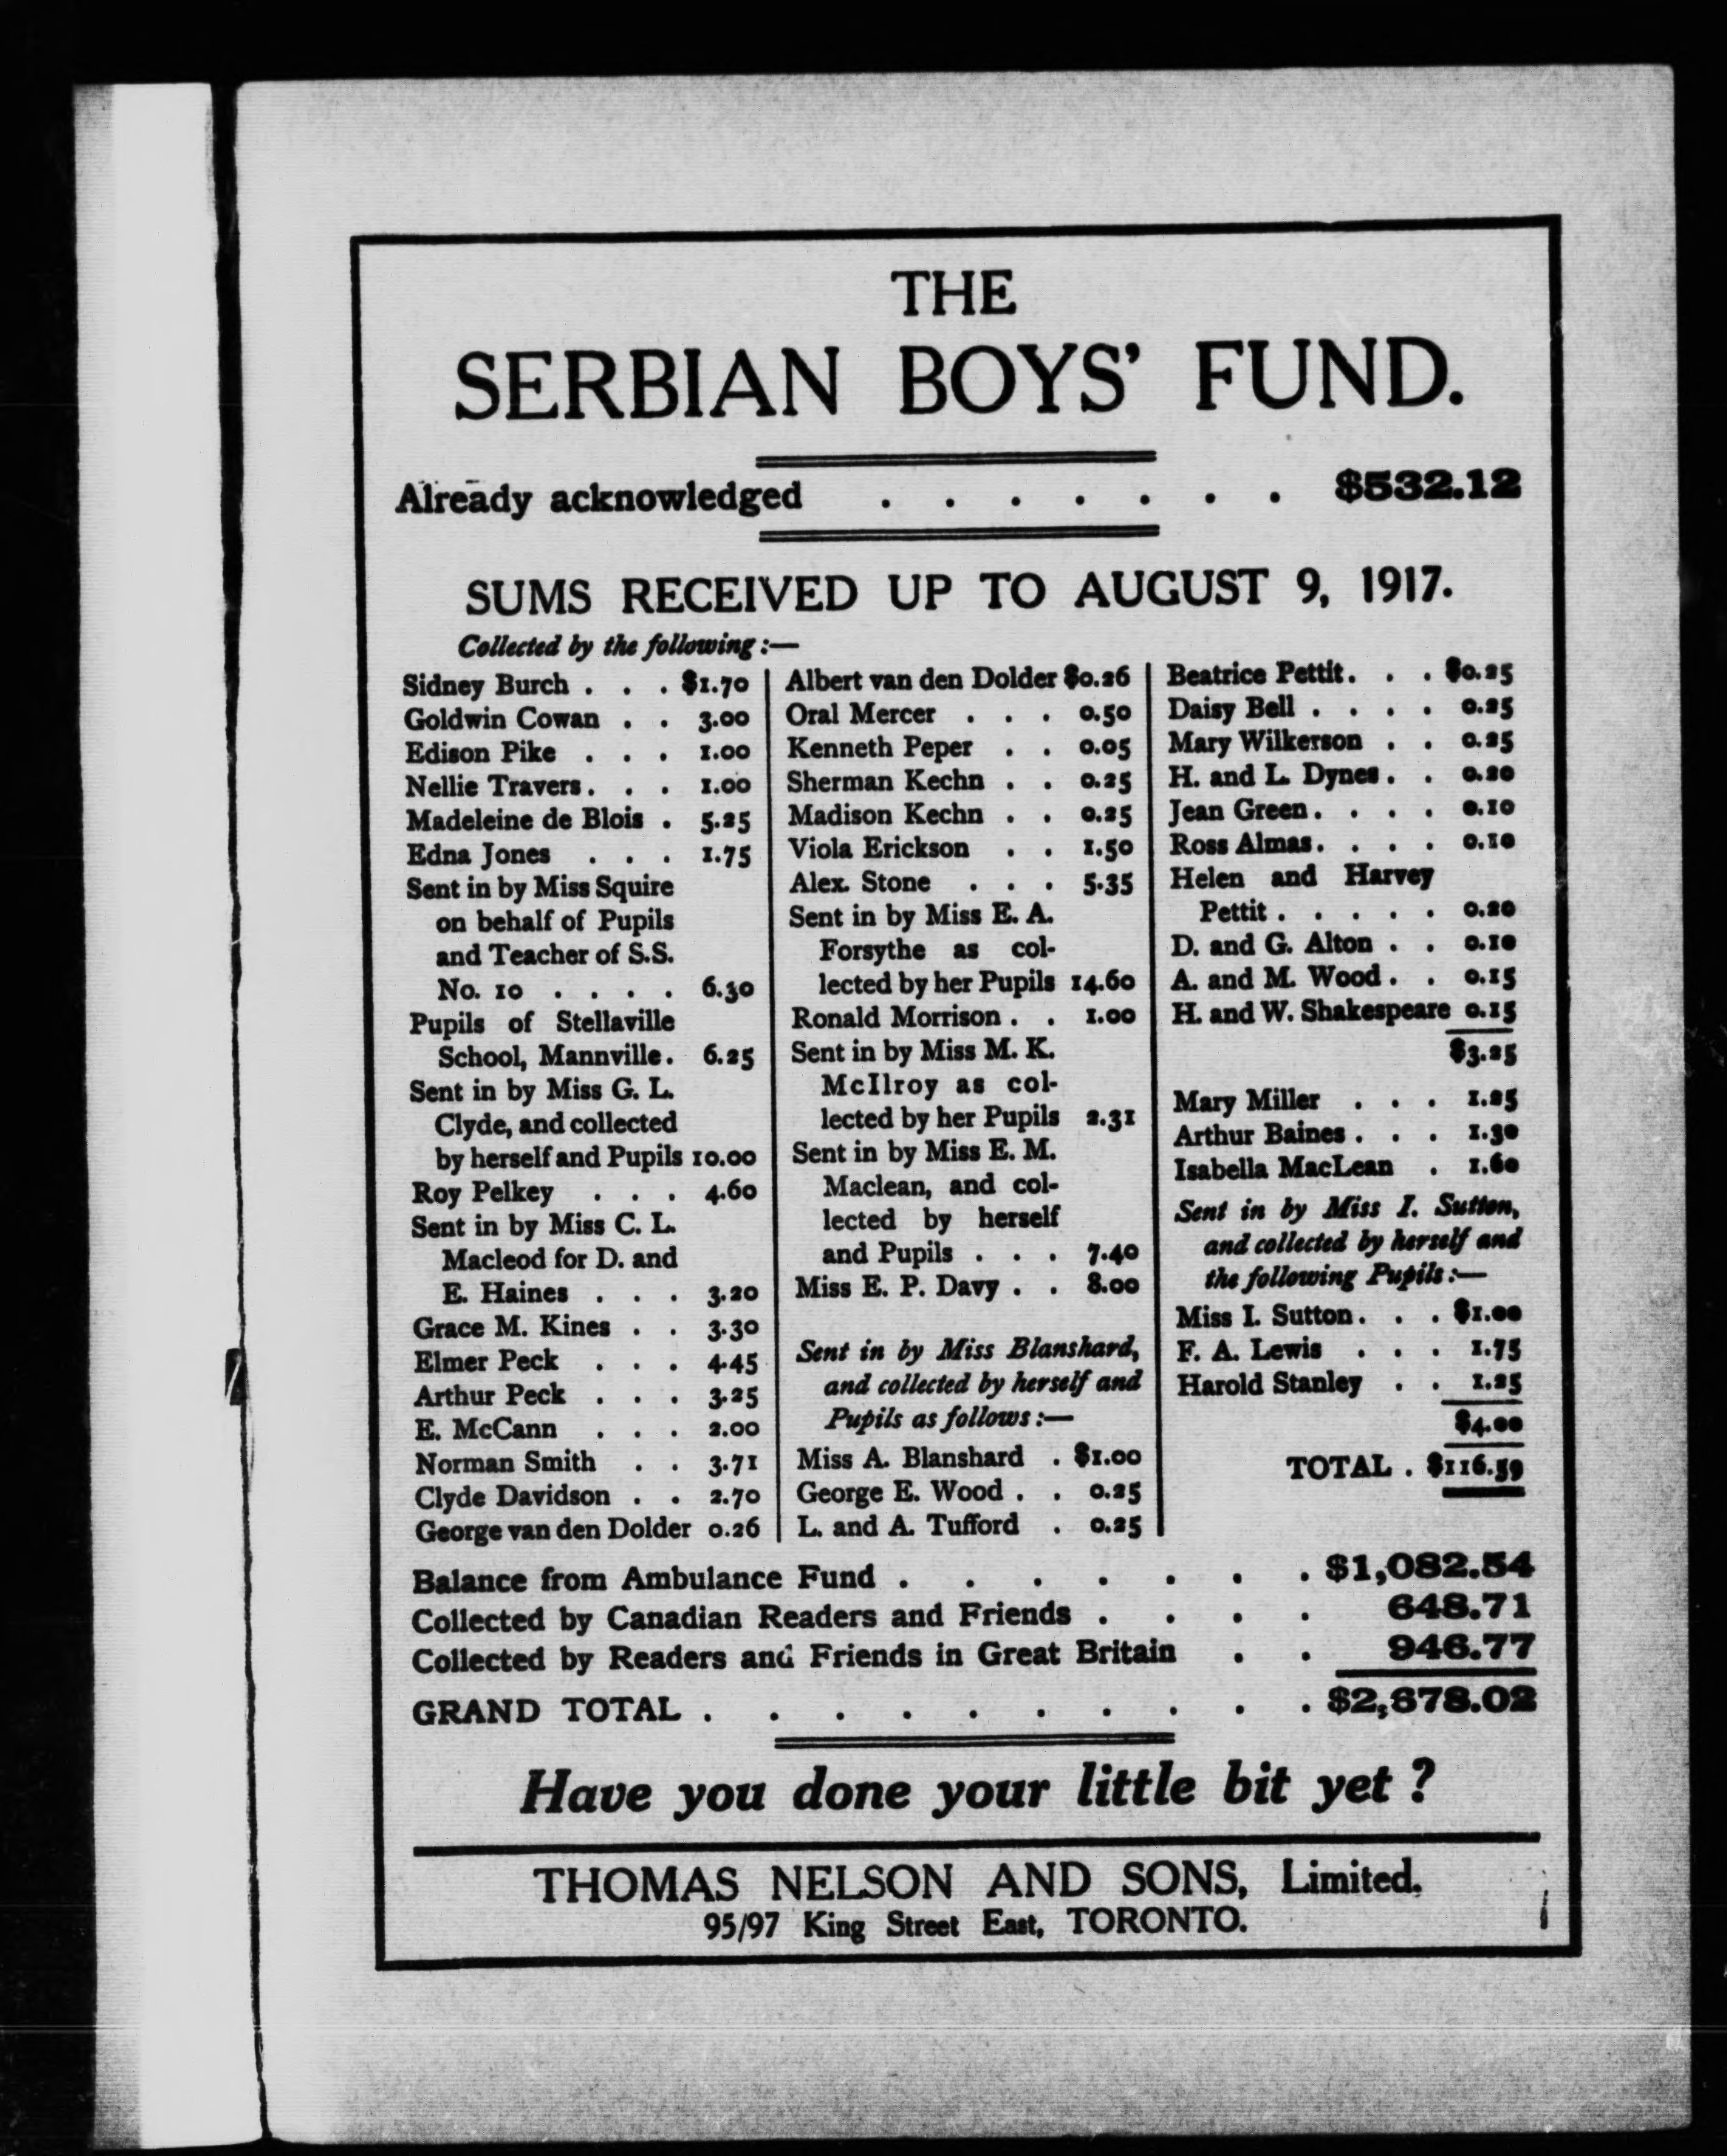 THE
SERBIAN BOYS' FUND.
Already acknowledged . . . . . . . $532.12
SUMS RECEIVED UP TO AUGUST 9, 1917.
Collected by the following :—
Sidney Burch . . . $1.70
Goldwin Cowan . . 3.00
Edison Pike . . . 1.00
Nellie Travers. . . 1.00
Madeleine de Blois . 5.25
Edna Jones . . . 1.75
Sent in by Miss Squire
on behalf of Pupils
and Teacher of S.S.
No. 10 . . . . 6.30
Pupils of Stellaville
School, Mannville. 6.25
Sent in by Miss G. L.
Clyde, and collected
by herself and Pupils 10.00
Roy Pelkey . . . 4.60
Sent in by Miss C. L.
Macleod for D. and
E. Haines . . . 3.20
Grace M. Kines . . 3.30
Elmer Peck . . . 4.45
Arthur Peck . . . 3.25
E. McCann . . . 2.00
Norman Smith . . 3.71
Clyde Davidson . . 2.70
George van den Dolder 0.26
Albert van den Dolder $0.26
Oral Mercer . . . 0.50
Kenneth Peper . . 0.05
Sherman Kechn . . 0.25
Madison Kechn . . 0.25
Viola Erickson . . 1.50
Alex. Stone . . . 5.35
Sent in by Miss E. A.
Forsythe as col-
lected by her Pupils 14.60
Ronald Morrison . . 1.00
Sent in by Miss M. K.
McIlroy as col-
lected by her Pupils 2.31
Sent in by Miss E. M.
Maclean, and col-
lected by herself
and Pupils . . . 7.40
Miss E. P. Davy . . 8.00
Sent in by Miss Blanshard,
and collected by herself and
Pupils as follows :—
Miss A. Blanshard . $1.00
George E. Wood . . 0.25
L. and A. Tufford . 0.25
Beatrice Pettit. . . $0.25
Daisy Bell . . . . 0.25
Mary Wilkerson . . 0.25
H. and L. Dynes . . 0.20
Jean Green. . . . 0.10
Ross Almas. . . . 0.10
Helen and Harvey
Pettit . . . . . 0.20
D. and G. Alton . . 0.10
A. and M. Wood . . 0.15
H. and W. Shakespeare 0.15
$3.25
Mary Miller . . . 1.25
Arthur Baines . . . 1.30
Isabella MacLean . 1.60
Sent in by Miss I. Sutton,
and collected by herself and
the following Pupils :—
Miss I. Sutton. . . $1.00
F. A. Lewis . . . 1.75
Harold Stanley . . 1.25
$4.00
TOTAL . $116.59
Balance from Ambulance Fund . . . . . . . $1,082.54
Collected by Canadian Readers and Friends . . . . 648.71
Collected by Readers and Friends in Great Britain . . 946.77
GRAND TOTAL . . . . . . . . . . $2,678.02
Have you done your little bit yet ?
THOMAS NELSON AND SONS, Limited,
95/97 King Street East, TORONTO.